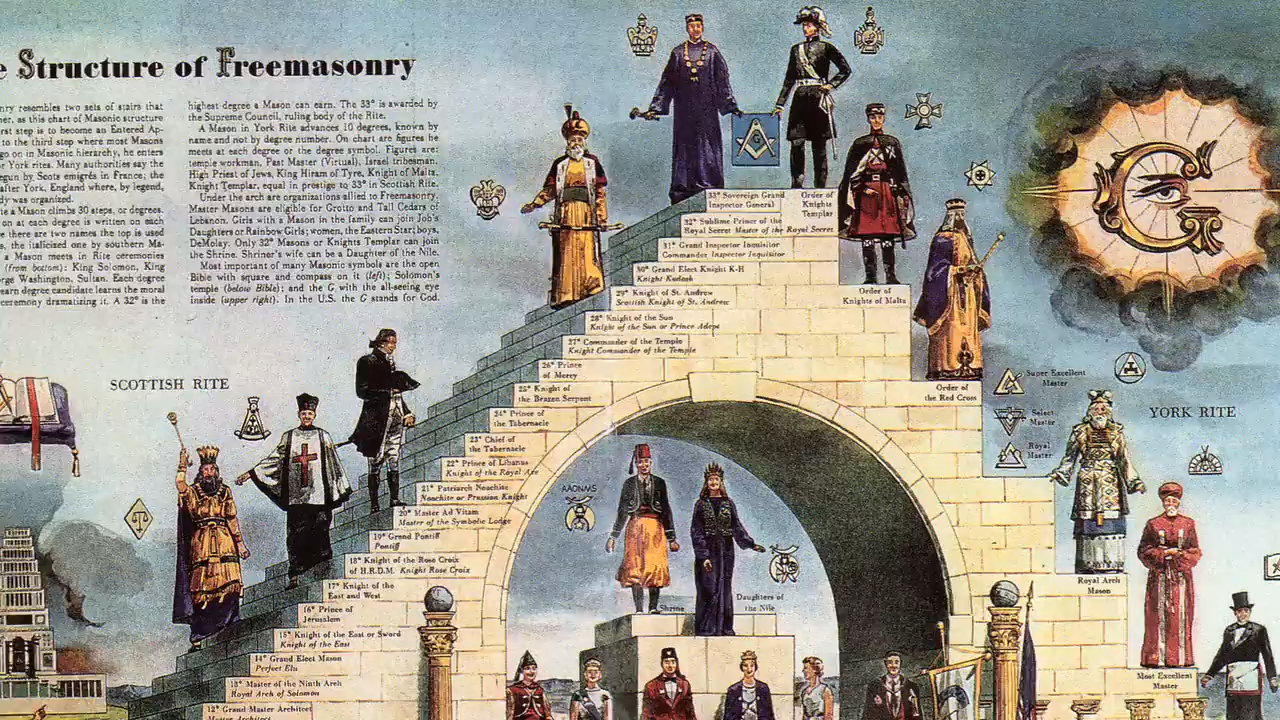 e Structure of Freemasonry
nry resembles two sets of stairs that
ner, as this chart of Masonic structure
rst step is to become an Entered Ap-
to the third step where most Masons
go on in Masonic hierarchy, he enters
or York rites. Many authorities say the
egun by Scots emigrés in France; the
after York, England where, by legend,
dy was organized.
ne a Mason climbs 30 steps, or degrees.
on at each degree is written on each
e there are two names the top is used
s, the italicized one by southern Ma-
a Mason meets in Rite ceremonies
(from bottom): King Solomon, King
rge Washington, Sultan. Each degree
earn degree candidate learns the moral
ceremony dramatizing it. A 32° is the
highest degree a Mason can earn. The 33° is awarded by
the Supreme Council, ruling body of the Rite.
A Mason in York Rite advances 10 degrees, known by
name and not by degree number. On chart are figures he
meets at each degree or the degree symbol. Figures are:
temple workman, Past Master (Virtual), Israel tribesman,
High Priest of Jews, King Hiram of Tyre, Knight of Malta,
Knight Templar, equal in prestige to 33° in Scottish Rite.
Under the arch are organizations allied to Freemasonry.
Master Masons are eligible for Grotto and Tall Cedars of
Lebanon. Girls with a Mason in the family can join Job's
Daughters or Rainbow Girls; women, the Eastern Star; boys,
DeMolay. Only 32° Masons or Knights Templar can join
the Shrine. Shriner's wife can be a Daughter of the Nile.
Most important of many Masonic symbols are the open
Bible with square and compass on it (left); Solomon's
temple (below Bible); and the G with the all-seeing eye
inside (upper right). In the U.S. the G stands for God.
G
33° Sovereign Grand
Inspector General
Order of
Knights
Templar
32° Sublime Prince of the
Royal Secret Master of the Royal Secret
31° Grand Inspector Inquisitor
Commander Inspector Inquisitor
30° Grand Elect Knight K-H
Knight Kadosh
29° Knight of St. Andrew
Scottish Knight of St. Andrew
Order of
Knights of Malta
28° Knight of the Sun
Knight of the Sun or Prince Adept
27° Commander of the Temple
Knight Commander of the Temple
26° Prince
of Mercy
25° Knight of
the Brazen Serpent
Order of
the Red Cross
Super Excellent
Master
Select
Master
Royal
Master
SCOTTISH RITE
YORK RITE
24° Prince of
the Tabernacle
23° Chief of
the Tabernacle
22° Prince of Libanus
Knight of the Royal Axe
21° Patriarch Noachite
Noachite or Prussian Knight
20° Master Ad Vitam
Master of the Symbolic Lodge
19° Grand Pontiff
Pontiff
18° Knight of the Rose Croix
of H.R.D.M. Knight Rose Croix
17° Knight of the
East and West
16° Prince of
Jerusalem
15° Knight of the East or Sword
Knight of the East
14° Grand Elect Mason
Perfect Elu
13° Master of the Ninth Arch
Royal Arch of Solomon
12° Grand Master Architect
Master Architect
AAONMS
Shrine
Daughters of
the Nile
Royal Arch
Mason
Most Excellent
Master